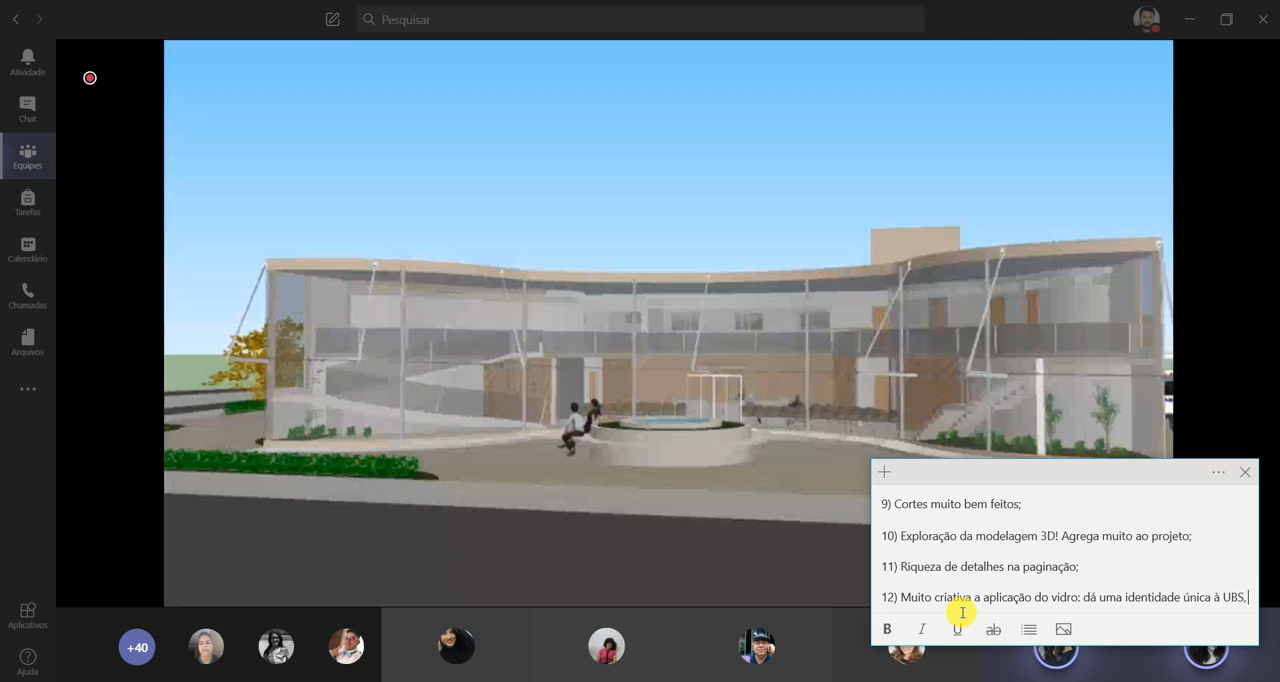 Pesquisar
Atividade
Chat
Equipes
Tarefas
Calendário
Chamadas
Arquivos
Aplicativos
Ajuda
+40
9) Cortes muito bem feitos;
10) Exploração da modelagem 3D! Agrega muito ao projeto;
11) Riqueza de detalhes na paginação;
12) Muito criativa a aplicação do vidro: dá uma identidade única à UBS,
B I U ab